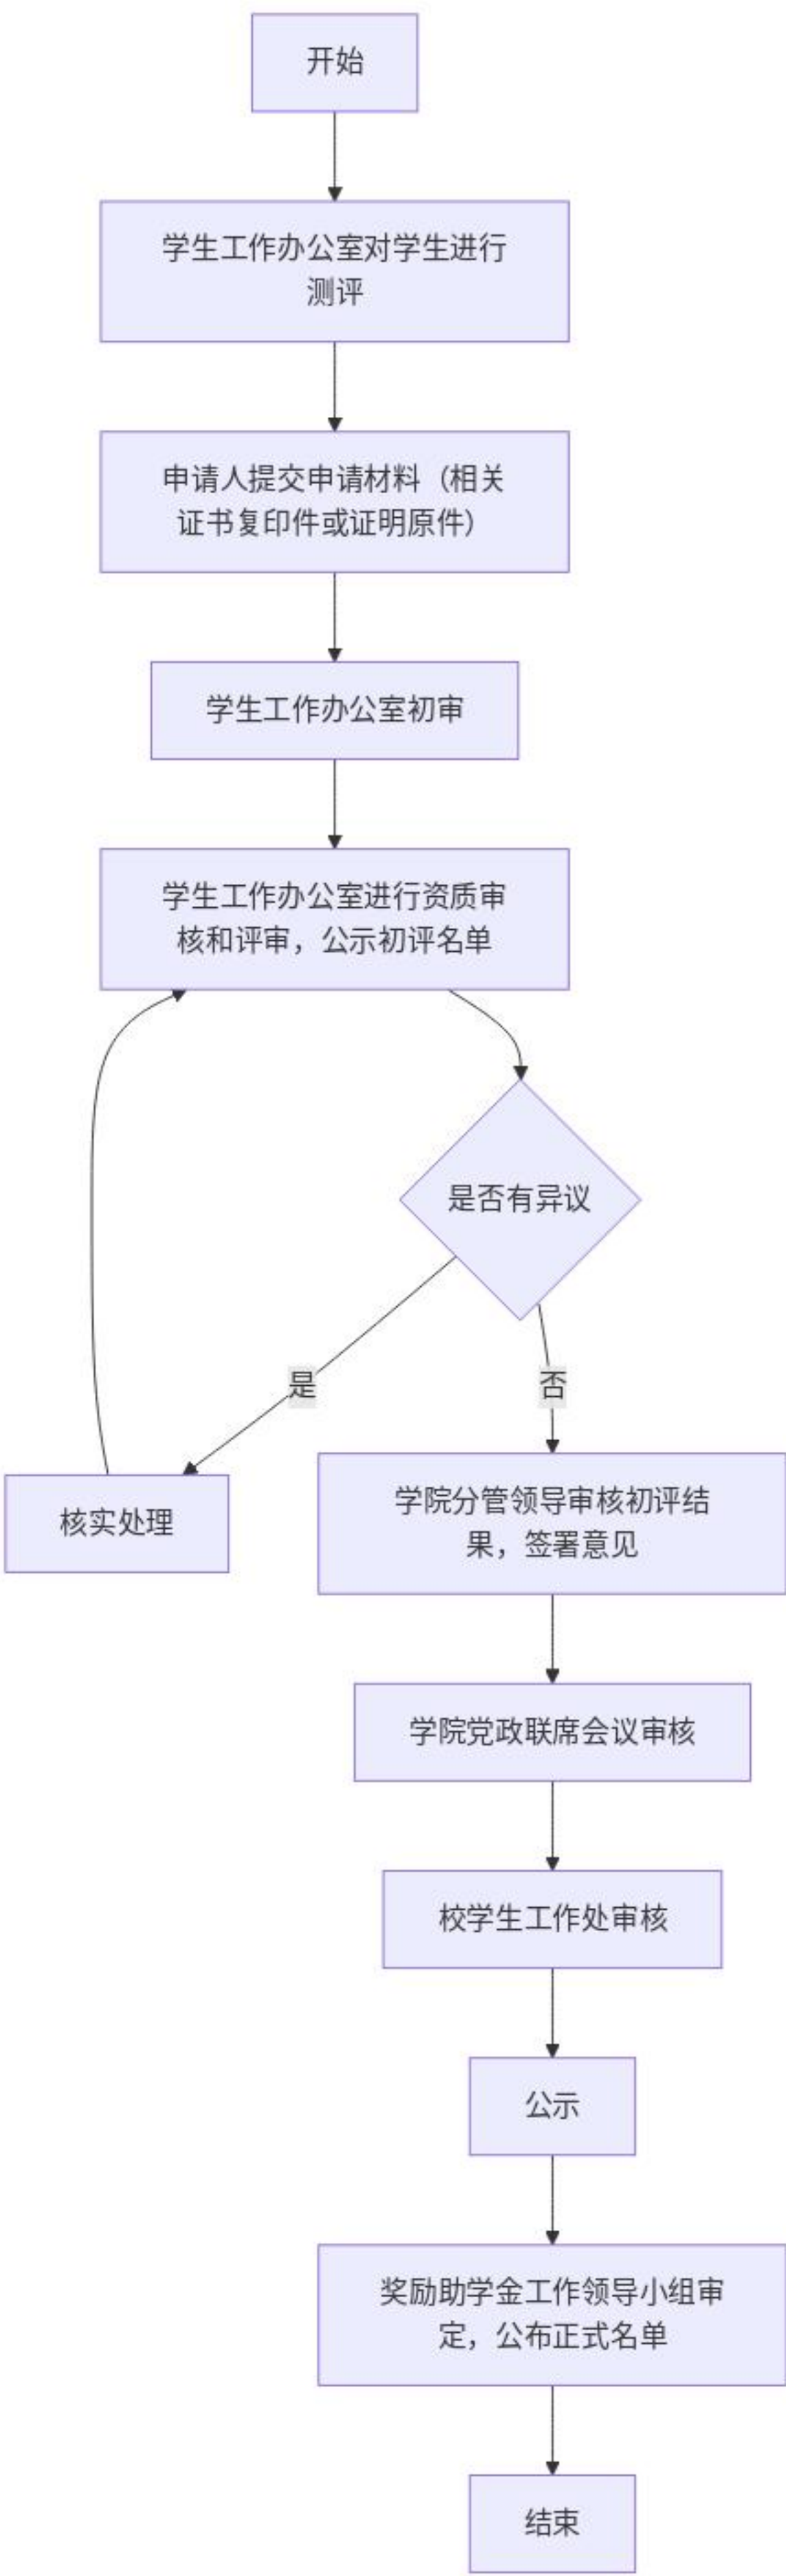 开始
学生工作办公室对学生进行
测评
申请人提交申请材料（相关
证书复印件或证明原件）
学生工作办公室初审
学生工作办公室进行资质审
核和评审，公示初评名单
是否有异议
是
否
核实处理
学院分管领导审核初评结
果，签署意见
学院党政联席会议审核
校学生工作处审核
公示
奖励助学金工作领导小组审
定，公布正式名单
结束